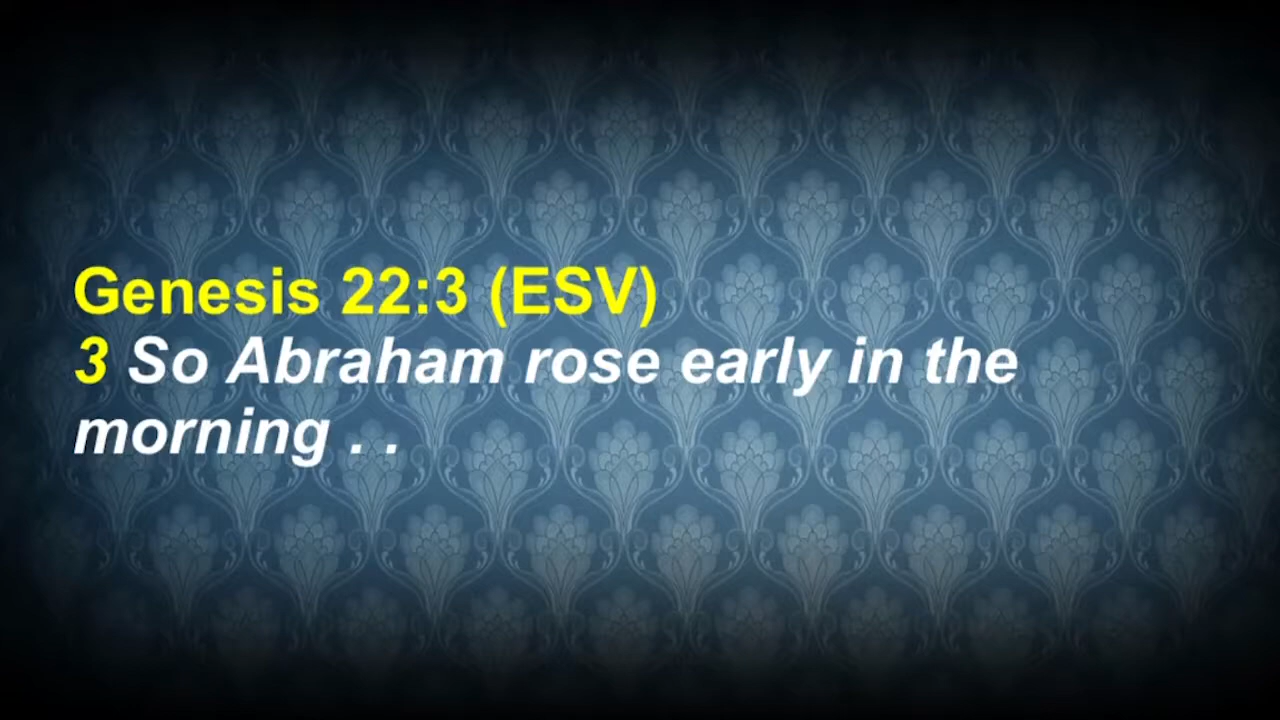 Genesis 22:3 (ESV)
3 So Abraham rose early in the
morning . .